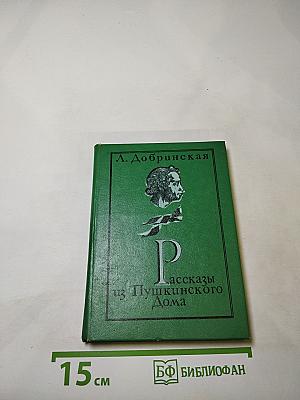 Л. Добринская
Рассказы
из Пушкинского
Дома
15 см
БФ БИБЛИОФАН